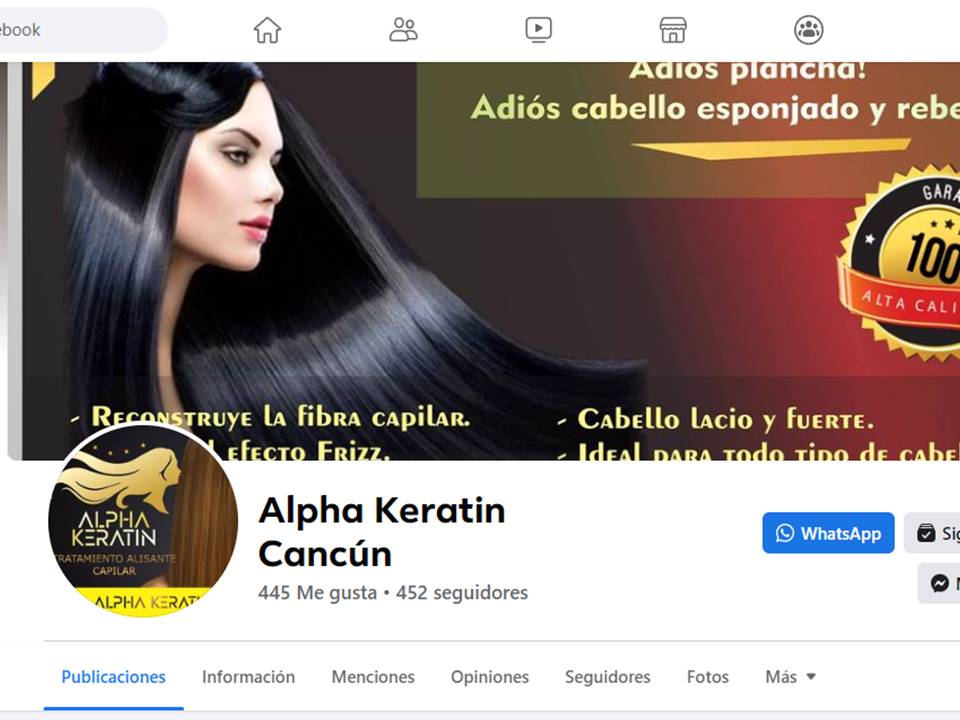 ebook
Adiós plancha!
Adiós cabello esponjado y rebe
GARA
100
ALTA CALI
- Reconstruye la fibra capilar.
- Cabello lacio y fuerte.
l efecto Frizz.
- Ideal para todo tipo de cabel
ALPHA
KERATIN
TRATAMIENTO ALISANTE
CAPILAR
ALPHA KERATI
Alpha Keratin
Cancún
445 Me gusta • 452 seguidores
WhatsApp
Sig
M
Publicaciones
Información
Menciones
Opiniones
Seguidores
Fotos
Más